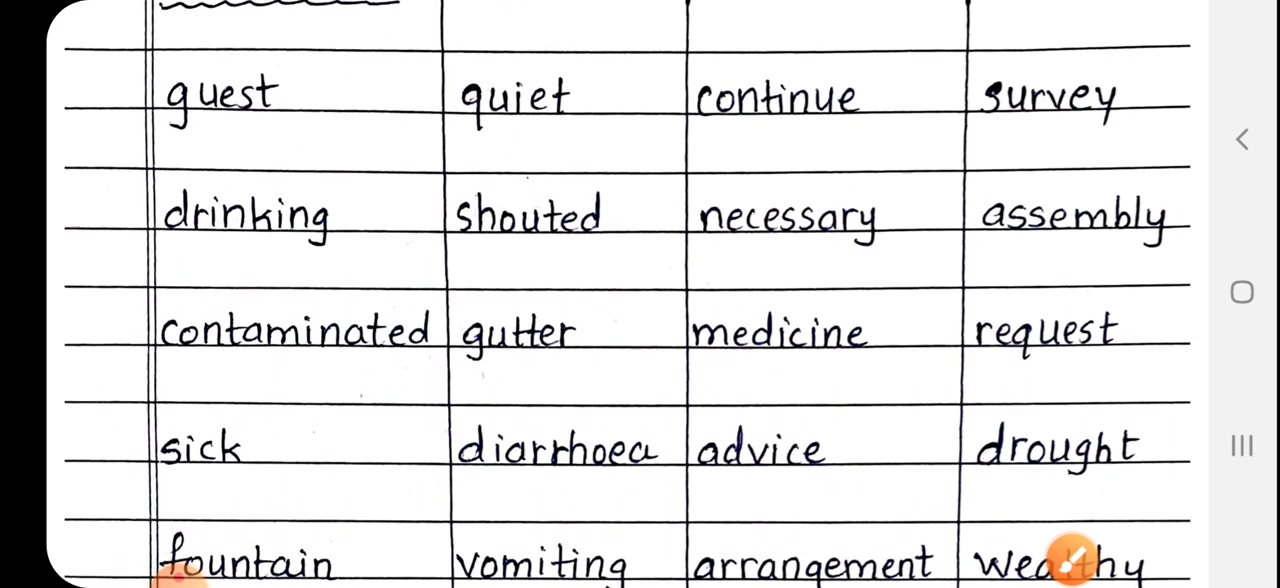 guest quiet continue survey
drinking shouted necessary assembly
contaminated gutter medicine request
sick diarrhoea advice drought
fountain vomiting arrangement